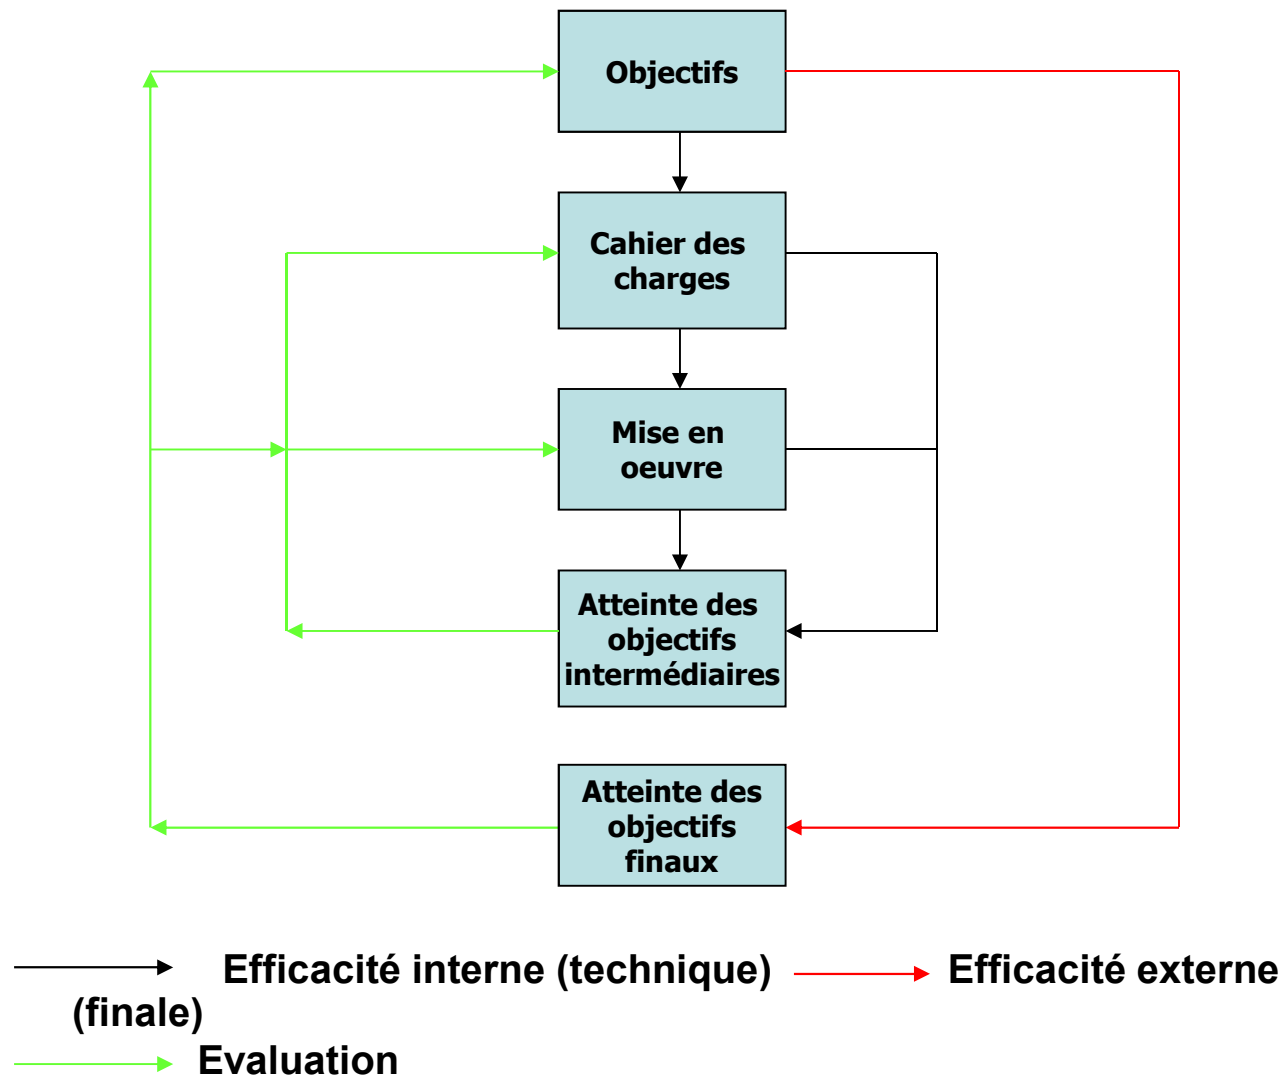 Objectifs
Cahier des
charges
Mise en
oeuvre
Atteinte des
objectifs
intermédiaires
Atteinte des
objectifs
finaux
Efficacité interne (technique) Efficacité externe
(finale)
Evaluation